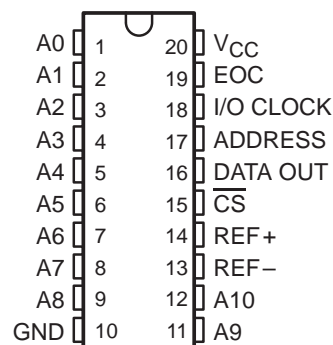 A0 1 20 VCC
A1 2 19 EOC
A2 3 18 I/O CLOCK
A3 4 17 ADDRESS
A4 5 16 DATA OUT
A5 6 15 C̅S̅
A6 7 14 REF+
A7 8 13 REF−
A8 9 12 A10
GND 10 11 A9